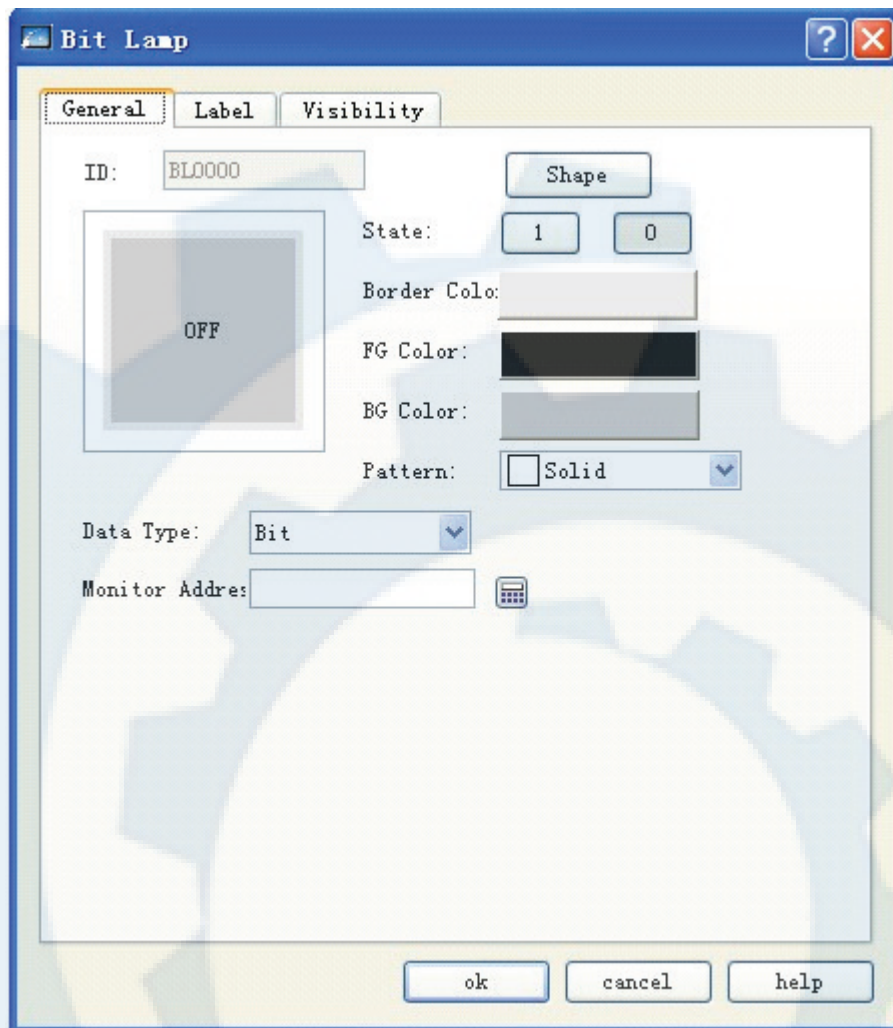 Bit Lamp
General Label Visibility
ID: BL0000 Shape
State: 1 0
OFF
Border Colo:
FG Color:
BG Color:
Pattern: Solid
Data Type: Bit
Monitor Addres
ok cancel help